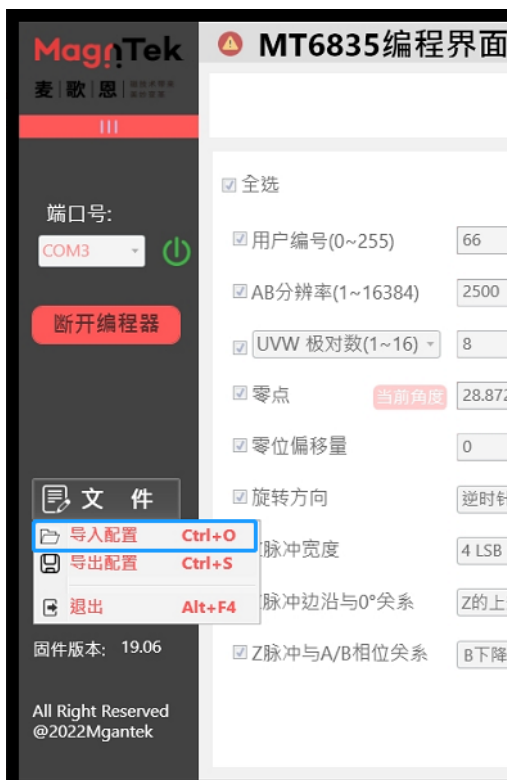 MagnTek
麦|歌|恩
MT6835编程界面
III
全选
端口号:
COM3
断开编程器
用户编号(0~255) 66
AB分辨率(1~16384) 2500
UVW 极对数(1~16) 8
零点 当前角度 28.872
零位偏移量 0
旋转方向 逆时针
脉冲宽度 4 LSB
脉冲边沿与0°关系 Z的上
Z脉冲与A/B相位关系 B下降
文 件
导入配置 Ctrl+O
导出配置 Ctrl+S
退出 Alt+F4
固件版本: 19.06
All Right Reserved
@2022Mgantek